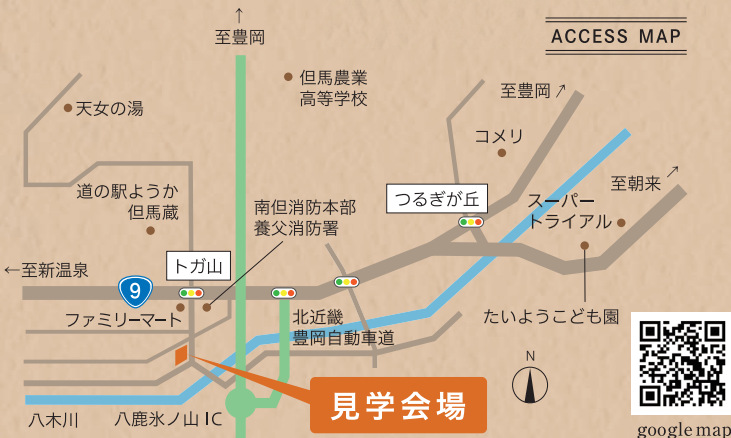 ↑
至豊岡
ACCESS MAP
但馬農業
高等学校
至豊岡↗
天女の湯
コメリ
道の駅ようか
但馬蔵
南但消防本部
養父消防署
つるぎが丘
スーパー
トライアル
至朝来↗
←至新温泉
トガ山
9
ファミリーマート
北近畿
豊岡自動車道
たいようこども園
N
八木川
八鹿氷ノ山 IC
見学会場
google map